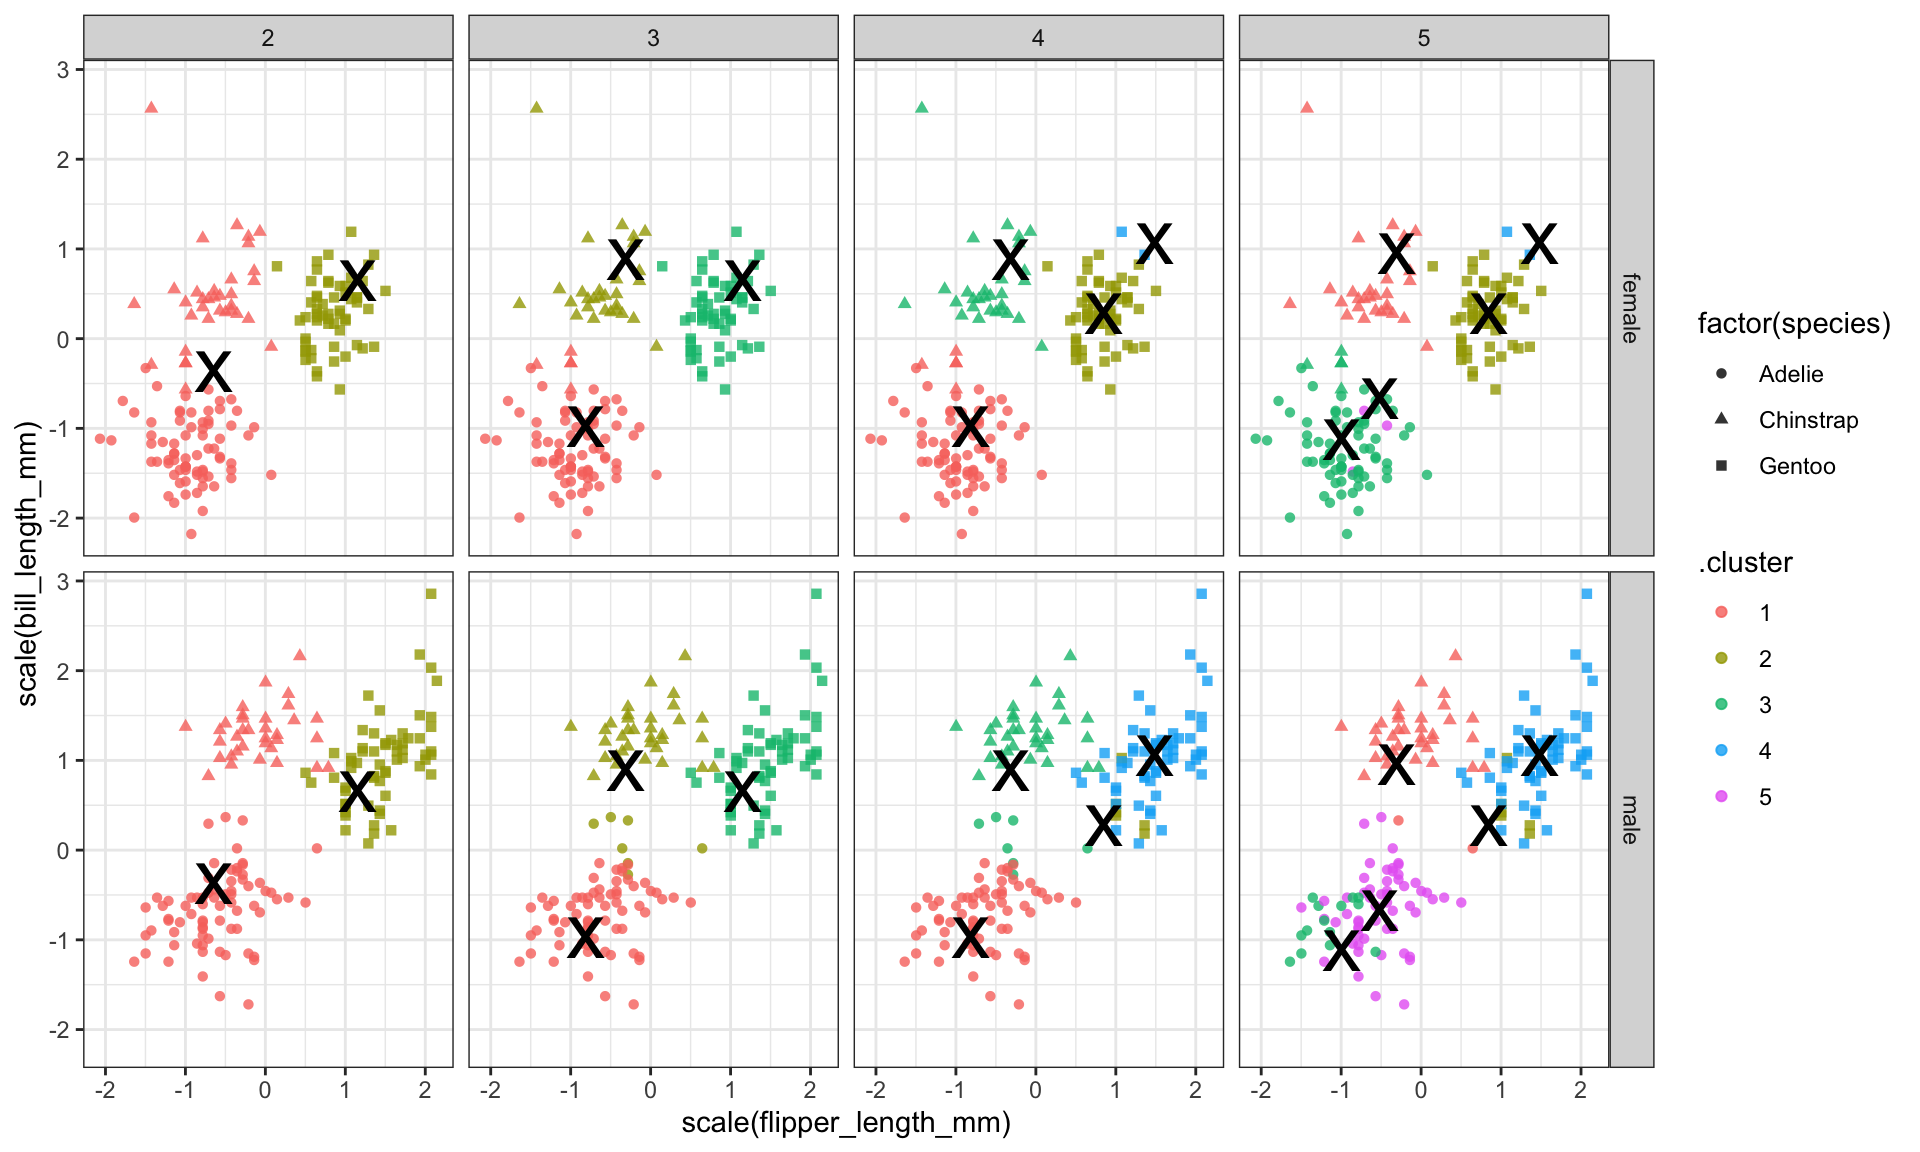 2 3 4 5
3
2
1
0
-1
-2
female
3
2
1
0
-1
-2
male
-2 -1 0 1 2 -2 -1 0 1 2 -2 -1 0 1 2 -2 -1 0 1 2
scale(flipper_length_mm)
scale(bill_length_mm)
factor(species)
Adelie
Chinstrap
Gentoo
.cluster
1
2
3
4
5